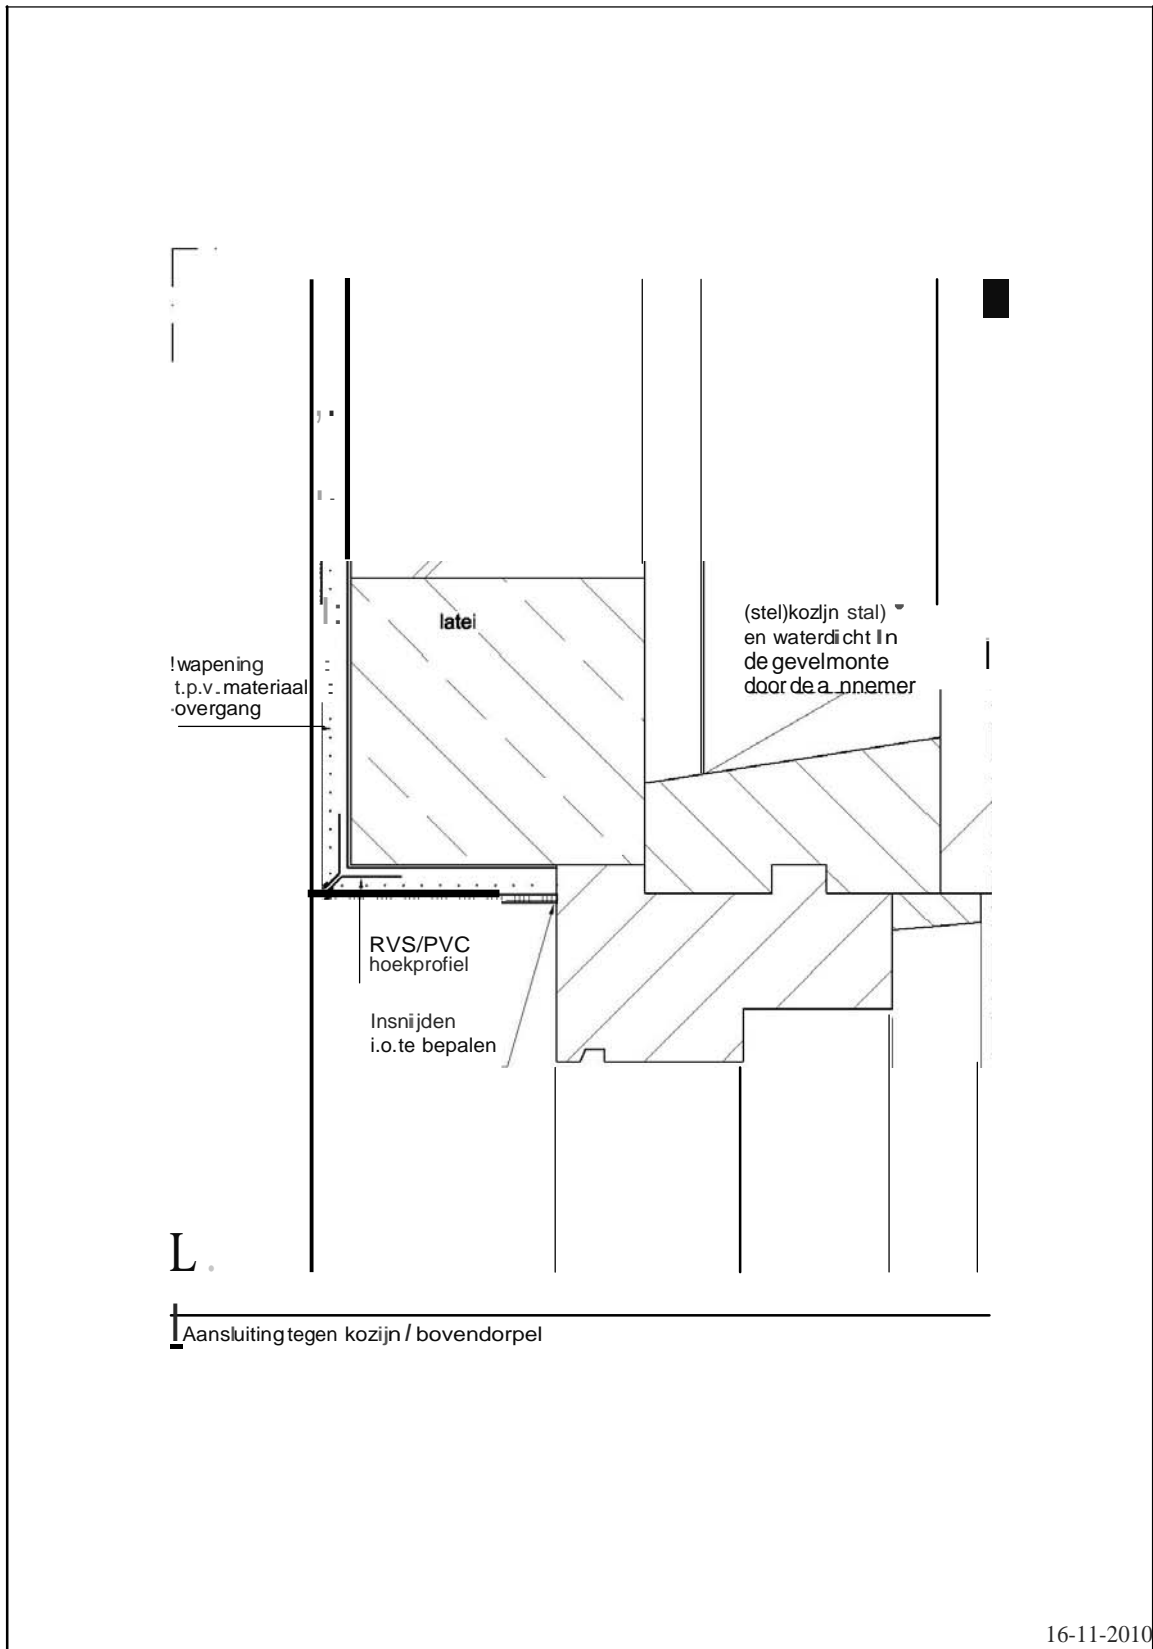 latei
(stel)kozijn stal)
en waterdicht In
de gevelmonte
door de a nnemer
!wapening
t.p.v. materiaal
overgang
RVS/PVC
hoekprofiel
Insnijden
i.o.te bepalen
L.
Aansluiting tegen kozijn / bovendorpel
16-11-2010